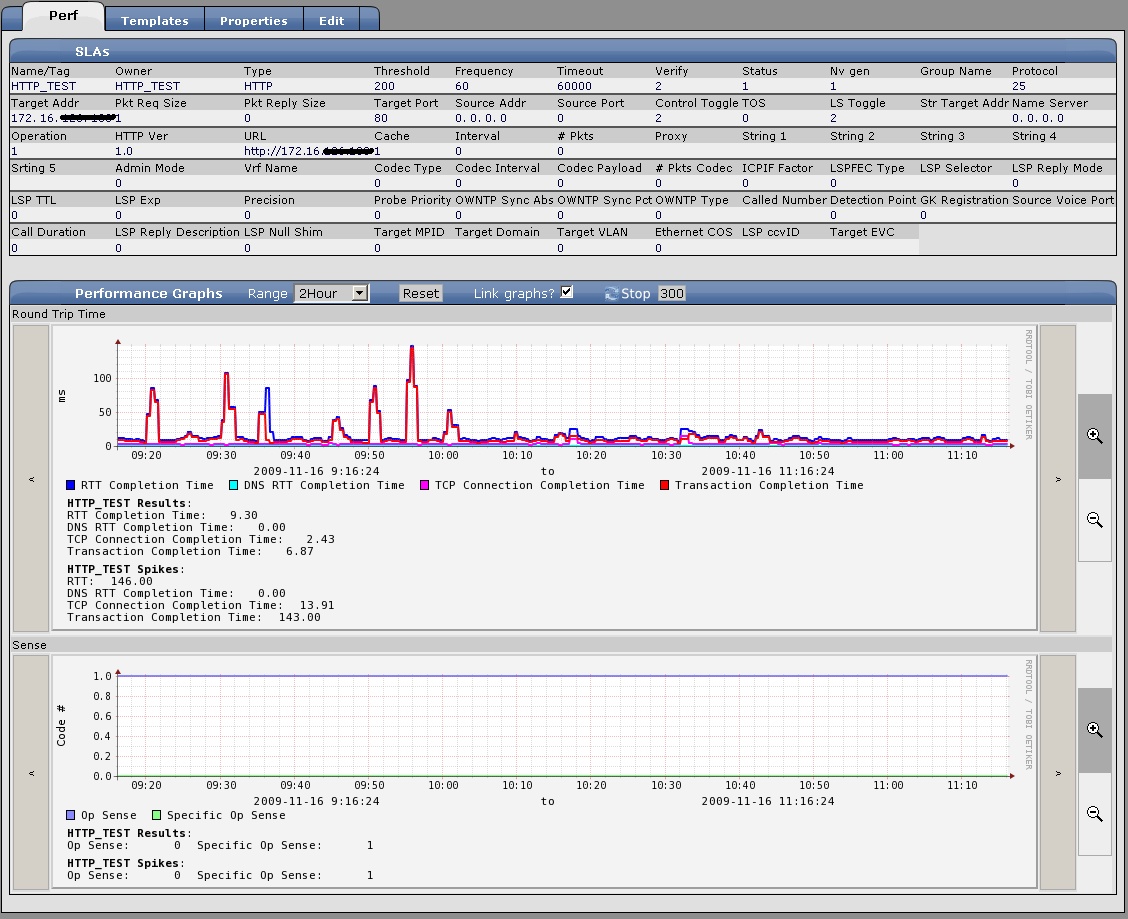 Perf Templates Properties Edit
SLAs
Name/Tag Owner Type Threshold Frequency Timeout Verify Status Nv gen Group Name Protocol
HTTP_TEST HTTP_TEST HTTP 200 60 60000 2 1 1 25
Target Addr Pkt Req Size Pkt Reply Size Target Port Source Addr Source Port Control Toggle TOS LS Toggle Str Target Addr Name Server
172.16. 1 0 80 0.0.0.0 0 2 0 2 0.0.0.0
Operation HTTP Ver URL Cache Interval # Pkts Proxy String 1 String 2 String 3 String 4
1 1.0 http://172.16. 1 0 0
Srting 5 Admin Mode Vrf Name Codec Type Codec Interval Codec Payload # Pkts Codec ICPIF Factor LSPFEC Type LSP Selector LSP Reply Mode
0 0 0 0 0 0 0 0
LSP TTL LSP Exp Precision Probe Priority OWNTP Sync Abs OWNTP Sync Pct OWNTP Type Called Number Detection Point GK Registration Source Voice Port
0 0 0 0 0 0 0 0 0
Call Duration LSP Reply Description LSP Null Shim Target MPID Target Domain Target VLAN Ethernet COS LSP ccvID Target EVC
0 0 0 0 0
Performance Graphs Range 2Hour Reset Link graphs? Stop 300
Round Trip Time
RRDTOOL / TOBI OETIKER
ms
100
50
0
09:20 09:30 09:40 09:50 10:00 10:10 10:20 10:30 10:40 10:50 11:00 11:10
2009-11-16 9:16:24 to 2009-11-16 11:16:24
RTT Completion Time DNS RTT Completion Time TCP Connection Completion Time Transaction Completion Time
HTTP_TEST Results:
RTT Completion Time: 9.30
DNS RTT Completion Time: 0.00
TCP Connection Completion Time: 2.43
Transaction Completion Time: 6.87
HTTP_TEST Spikes:
RTT: 146.00
DNS RTT Completion Time: 0.00
TCP Connection Completion Time: 13.91
Transaction Completion Time: 143.00
« »
Sense
RRDTOOL / TOBI OETIKER
Code #
1.0
0.8
0.6
0.4
0.2
0.0
09:20 09:30 09:40 09:50 10:00 10:10 10:20 10:30 10:40 10:50 11:00 11:10
2009-11-16 9:16:24 to 2009-11-16 11:16:24
Op Sense Specific Op Sense
HTTP_TEST Results:
Op Sense: 0 Specific Op Sense: 1
HTTP_TEST Spikes:
Op Sense: 0 Specific Op Sense: 1
« »